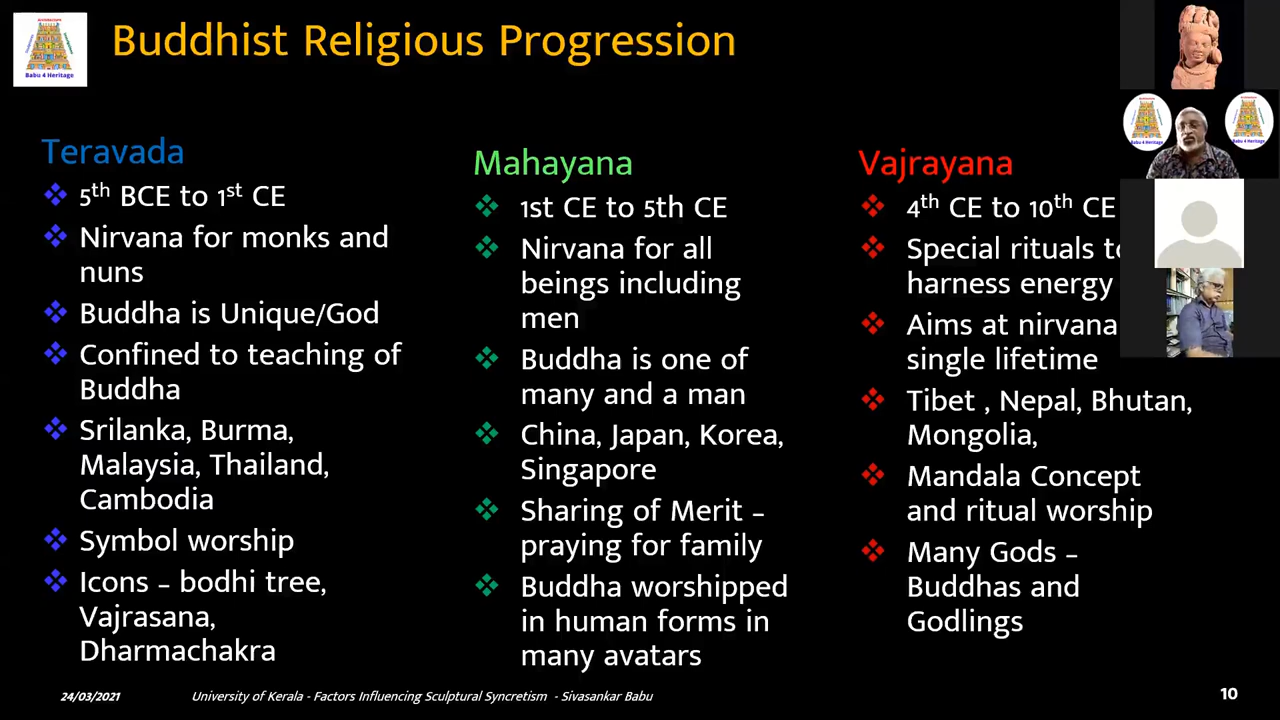 Buddhist Religious Progression
Babu 4 Heritage
Teravada
5th BCE to 1st CE
Nirvana for monks and
nuns
Buddha is Unique/God
Confined to teaching of
Buddha
Srilanka, Burma,
Malaysia, Thailand,
Cambodia
Symbol worship
Icons – bodhi tree,
Vajrasana,
Dharmachakra
Mahayana
1st CE to 5th CE
Nirvana for all
beings including
men
Buddha is one of
many and a man
China, Japan, Korea,
Singapore
Sharing of Merit –
praying for family
Buddha worshipped
in human forms in
many avatars
Vajrayana
4th CE to 10th CE
Special rituals
harness energy
Aims at nirvana
single lifetime
Tibet , Nepal, Bhutan,
Mongolia,
Mandala Concept
and ritual worship
Many Gods –
Buddhas and
Godlings
24/03/2021
University of Kerala - Factors Influencing Sculptural Syncretism - Sivasankar Babu
10